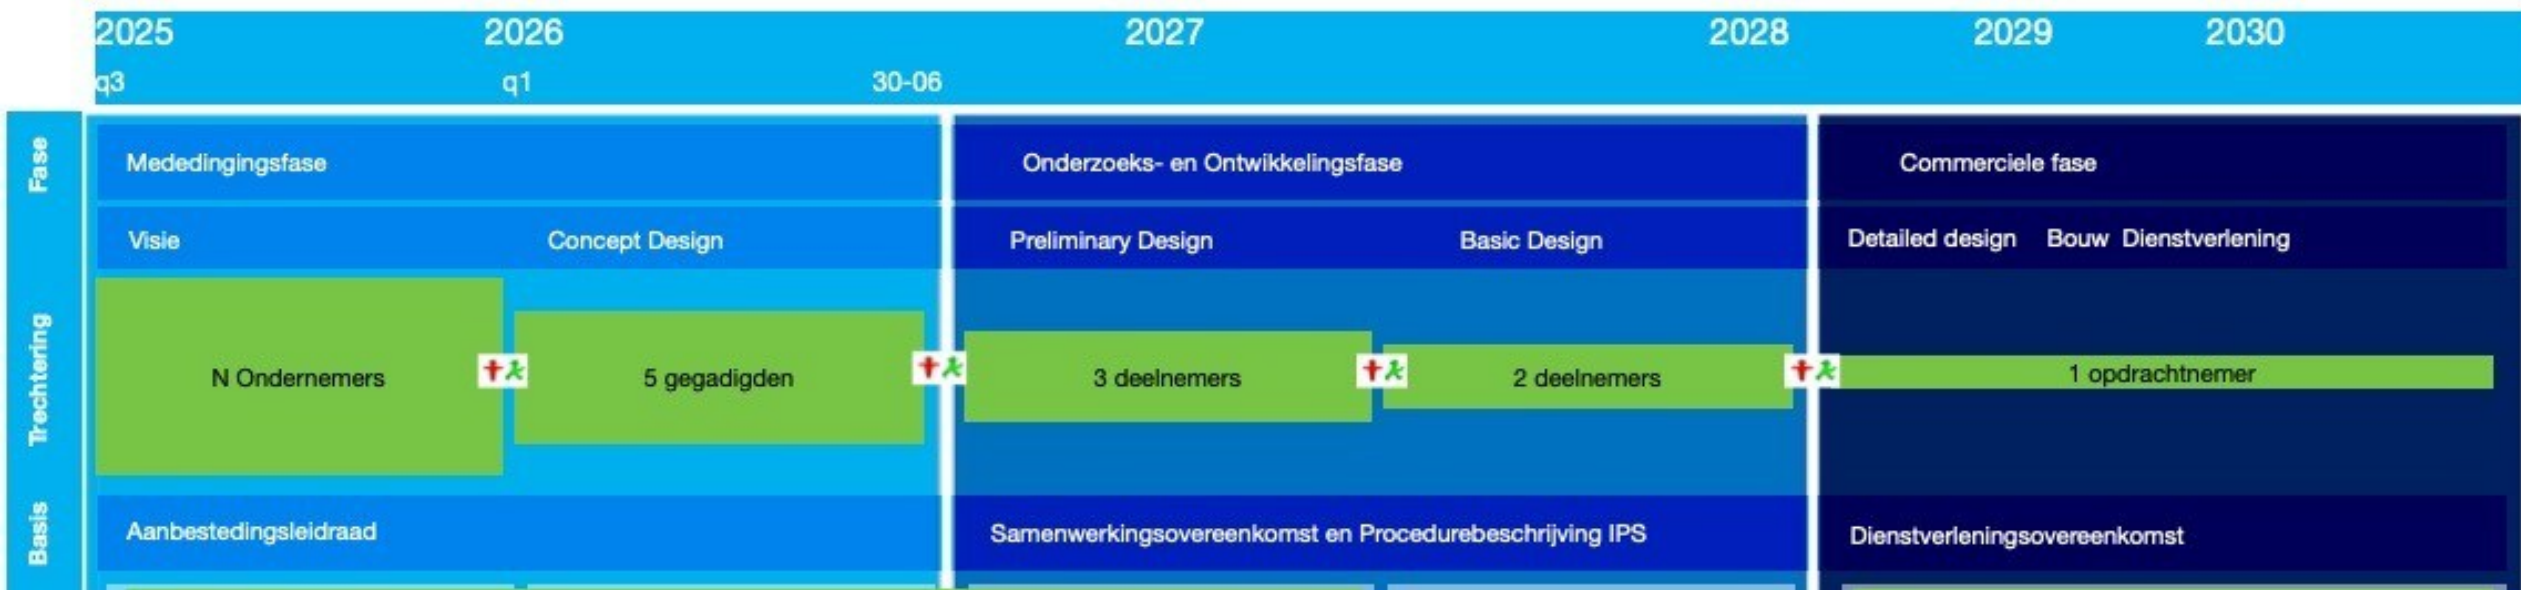 2025 2026 2027 2028 2029 2030
q3 q1 30-06
Fase
Mededingingsfase Onderzoeks- en Ontwikkelingsfase Commerciele fase
Visie Concept Design Preliminary Design Basic Design Detailed design Bouw Dienstverlening
Trechtering
N Ondernemers 5 gegadigden 3 deelnemers 2 deelnemers 1 opdrachtnemer
Basis
Aanbestedingsleidraad Samenwerkingsovereenkomst en Procedurebeschrijving IPS Dienstverleningsovereenkomst